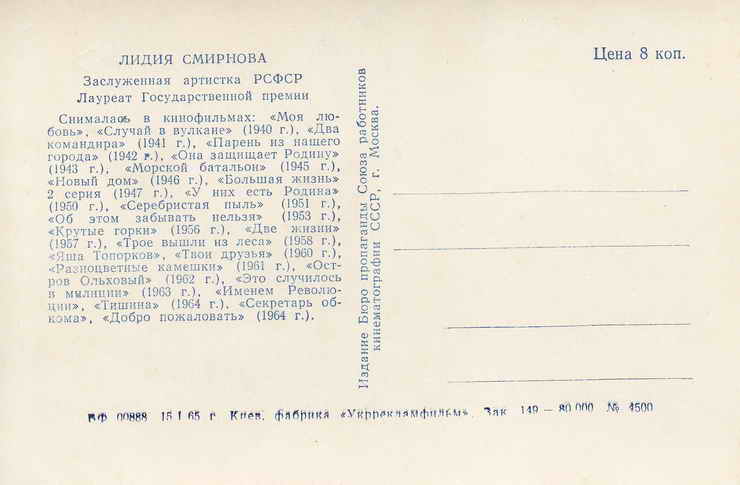 ЛИДИЯ СМИРНОВА
Заслуженная артистка РСФСР
Лауреат Государственной премии
Снималась в кинофильмах: «Моя лю-
бовь», «Случай в вулкане» (1940 г.), «Два
командира» (1941 г.), «Парень из нашего
города» (1942 г.), «Она защищает Родину»
(1943 г.), «Морской батальон» (1945 г.),
«Новый дом» (1946 г.), «Большая жизнь»
2 серия (1947 г.), «У них есть Родина»
(1950 г.), «Серебристая пыль» (1951 г.),
«Об этом забывать нельзя» (1953 г.),
«Крутые горки» (1956 г.), «Две жизни»
(1957 г.), «Трое вышли из леса» (1958 г.),
«Яша Топорков», «Твои друзья» (1960 г.),
«Разноцветные камешки» (1961 г.), «Ост-
ров Ольховый» (1962 г.), «Это случилось
в милиции» (1963 г.), «Именем Револю-
ции», «Тишина» (1964 г.), «Секретарь об-
кома», «Добро пожаловать» (1964 г.).
Издание Бюро пропаганды Союза работников
кинематографии СССР, г. Москва.
Цена 8 коп.
БФ 00888 15 I 65 г Киев. фабрика «Укррекламфильм». Зак 149 — 80 000 № 4500